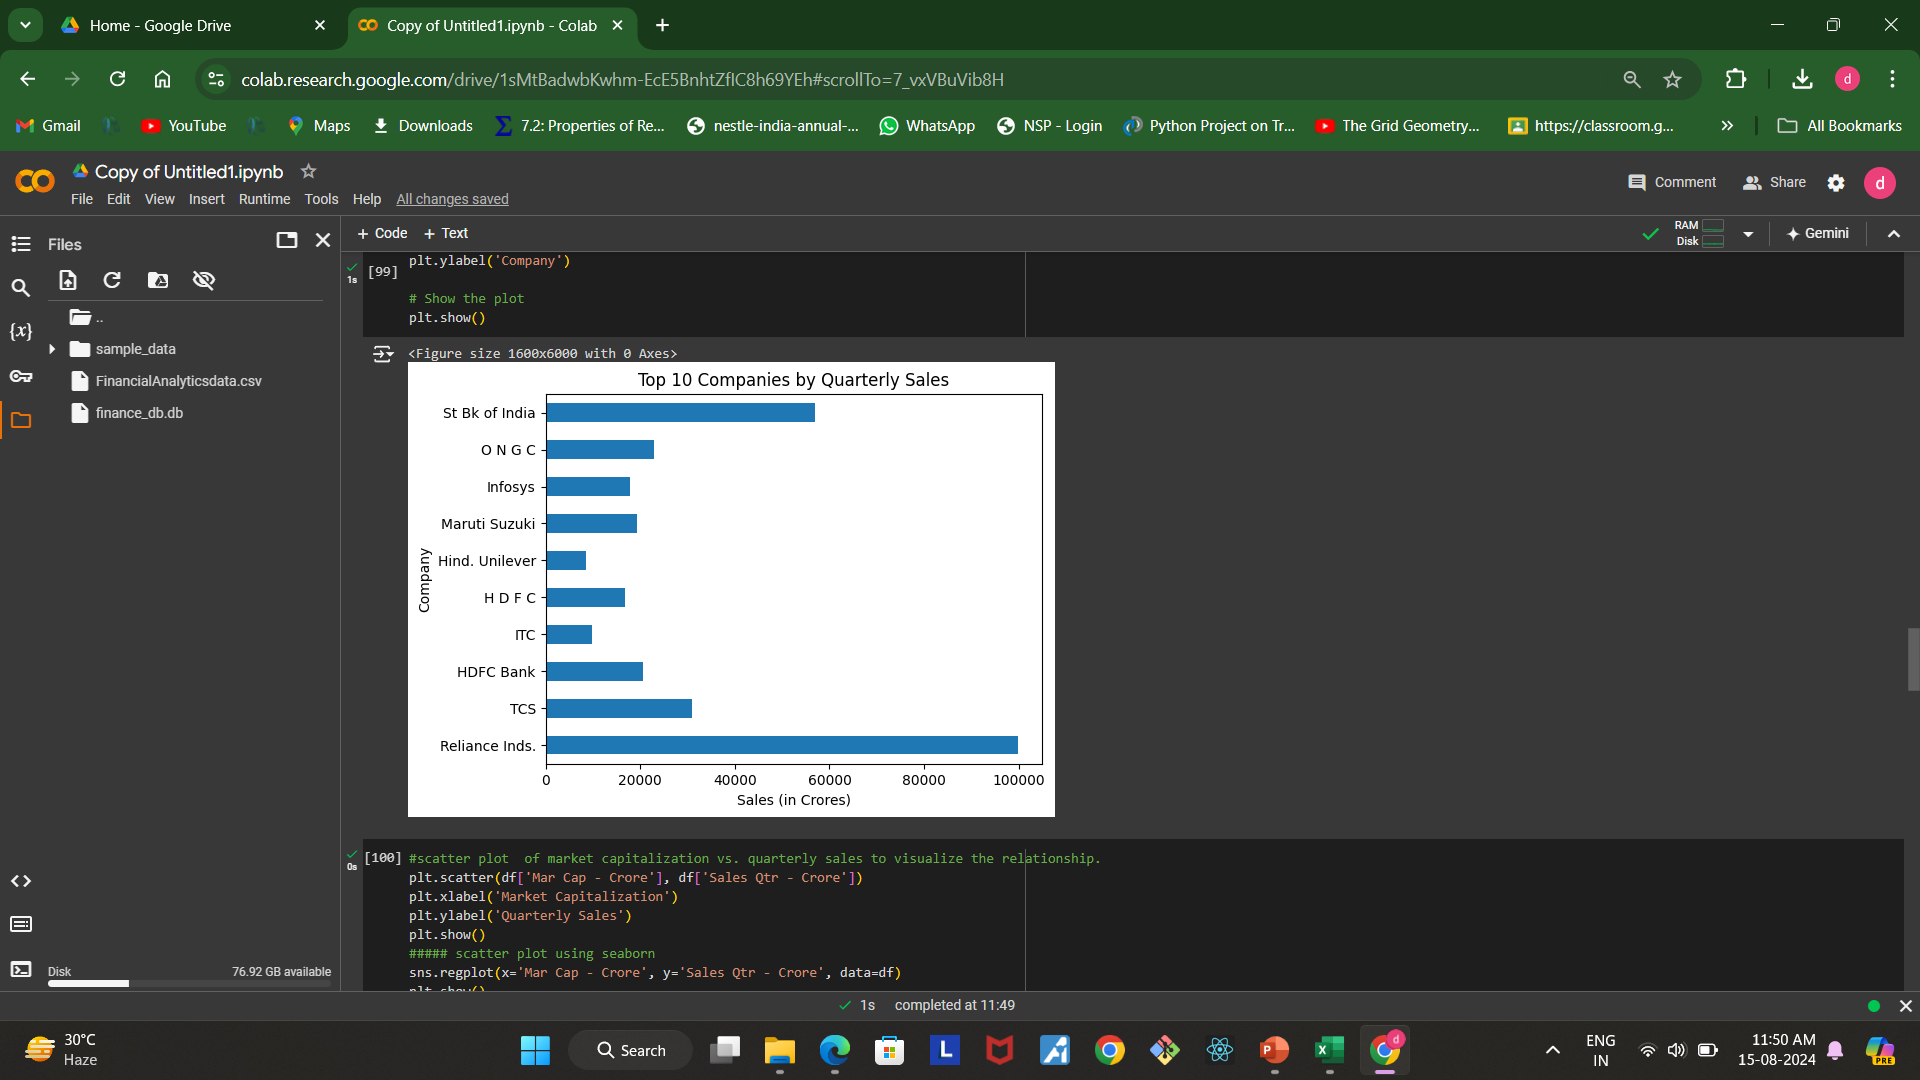 Home - Google Drive
Copy of Untitled1.ipynb - Colab
colab.research.google.com/drive/1sMtBadwbKwhm-EcE5BnhtZflC8h69YEh#scrollTo=7_vxVBuVib8H
d
Gmail
YouTube
Maps
Downloads
7.2: Properties of Re...
nestle-india-annual-...
WhatsApp
NSP - Login
Python Project on Tr...
The Grid Geometry...
https://classroom.g...
All Bookmarks
Copy of Untitled1.ipynb
File Edit View Insert Runtime Tools Help All changes saved
Comment
Share
d
Files
+ Code + Text
RAM
Disk
Gemini
..
sample_data
FinancialAnalyticsdata.csv
finance_db.db
1s
[99]
plt.ylabel('Company')
# Show the plot
plt.show()
<Figure size 1600x6000 with 0 Axes>
Top 10 Companies by Quarterly Sales
St Bk of India
O N G C
Infosys
Maruti Suzuki
Hind. Unilever
H D F C
ITC
HDFC Bank
TCS
Reliance Inds.
Company
0 20000 40000 60000 80000 100000
Sales (in Crores)
0s
[100]
#scatter plot  of market capitalization vs. quarterly sales to visualize the relationship.
plt.scatter(df['Mar Cap - Crore'], df['Sales Qtr - Crore'])
plt.xlabel('Market Capitalization')
plt.ylabel('Quarterly Sales')
plt.show()
##### scatter plot using seaborn
sns.regplot(x='Mar Cap - Crore', y='Sales Qtr - Crore', data=df)
plt.show()
Disk
76.92 GB available
1s completed at 11:49
30°C
Haze
Search
L
P
X
d
ENG
IN
11:50 AM
15-08-2024
PRE